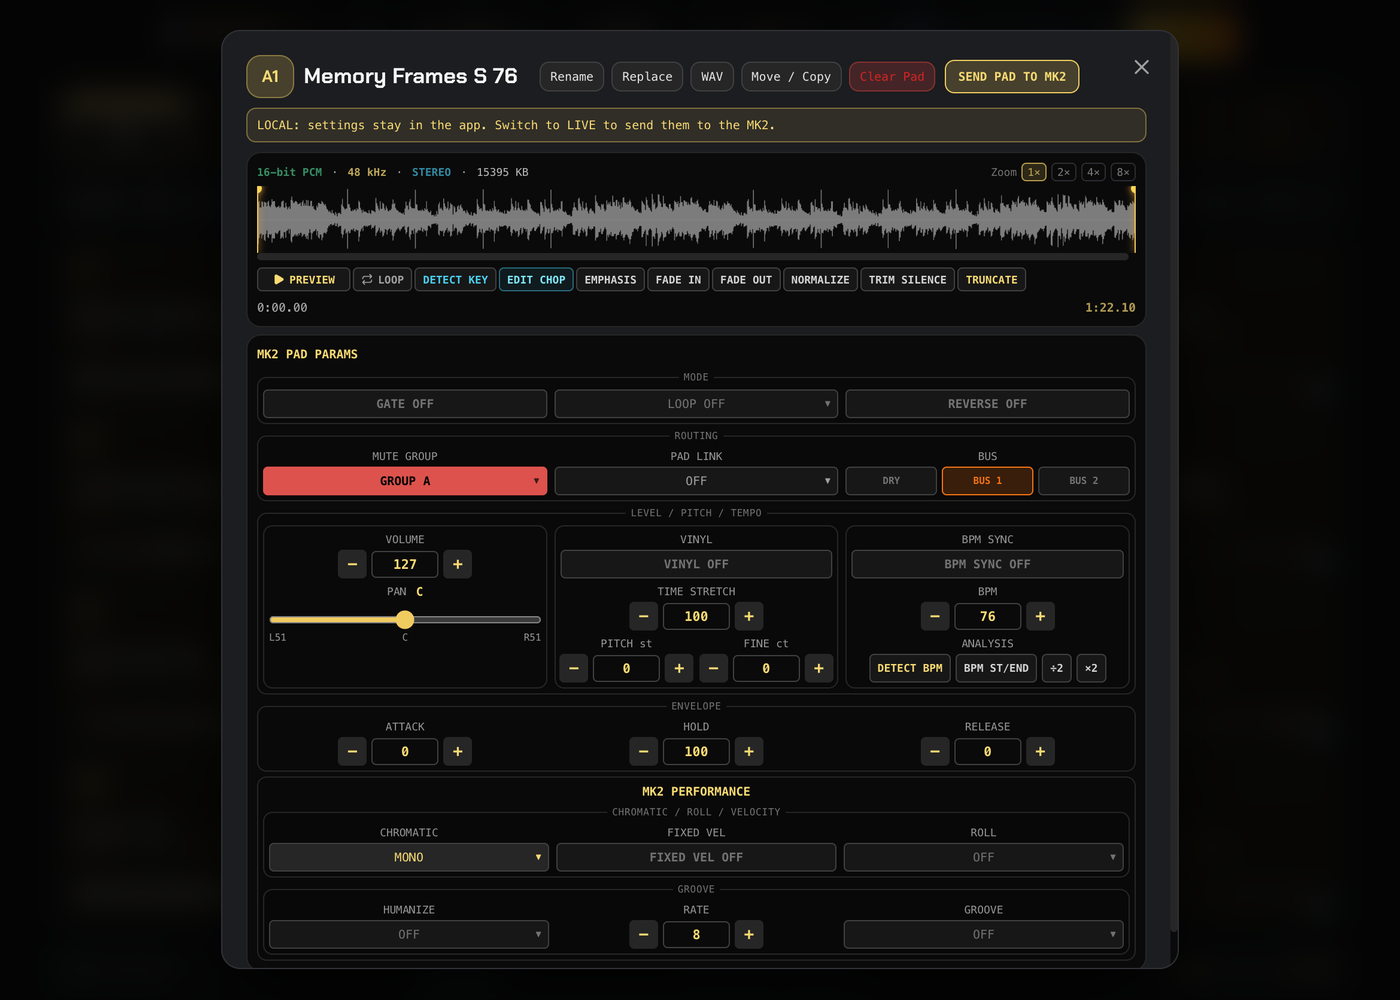 A1 Memory Frames S 76 Rename Replace WAV Move / Copy Clear Pad SEND PAD TO MK2
LOCAL: settings stay in the app. Switch to LIVE to send them to the MK2.
16-bit PCM · 48 kHz · STEREO · 15395 KB Zoom 1× 2× 4× 8×
PREVIEW LOOP DETECT KEY EDIT CHOP EMPHASIS FADE IN FADE OUT NORMALIZE TRIM SILENCE TRUNCATE
0:00.00 1:22.10
MK2 PAD PARAMS
MODE
GATE OFF LOOP OFF REVERSE OFF
ROUTING
MUTE GROUP PAD LINK BUS
GROUP A OFF DRY BUS 1 BUS 2
LEVEL / PITCH / TEMPO
VOLUME VINYL BPM SYNC
− 127 + VINYL OFF BPM SYNC OFF
PAN C TIME STRETCH BPM
− 100 + − 76 +
L51 C R51 PITCH st FINE ct ANALYSIS
− 0 + − 0 + DETECT BPM BPM ST/END ÷2 ×2
ENVELOPE
ATTACK HOLD RELEASE
− 0 + − 100 + − 0 +
MK2 PERFORMANCE
CHROMATIC / ROLL / VELOCITY
CHROMATIC FIXED VEL ROLL
MONO FIXED VEL OFF OFF
GROOVE
HUMANIZE RATE GROOVE
OFF − 8 + OFF